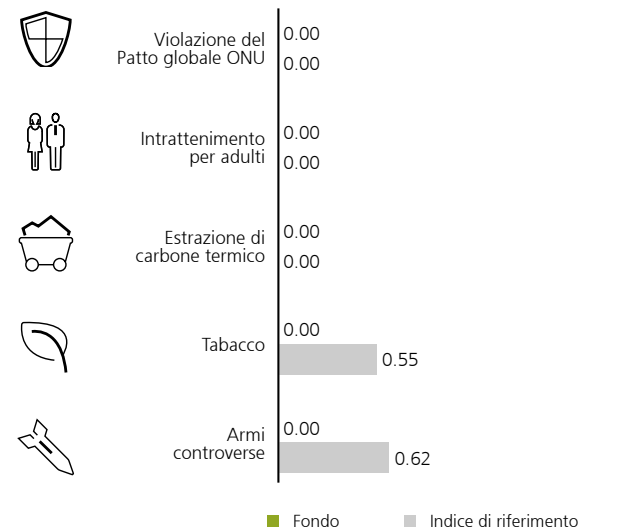 Violazione del
Patto globale ONU
0.00
0.00
Intrattenimento
per adulti
0.00
0.00
Estrazione di
carbone termico
0.00
0.00
Tabacco
0.00
0.55
Armi
controverse
0.00
0.62
Fondo
Indice di riferimento